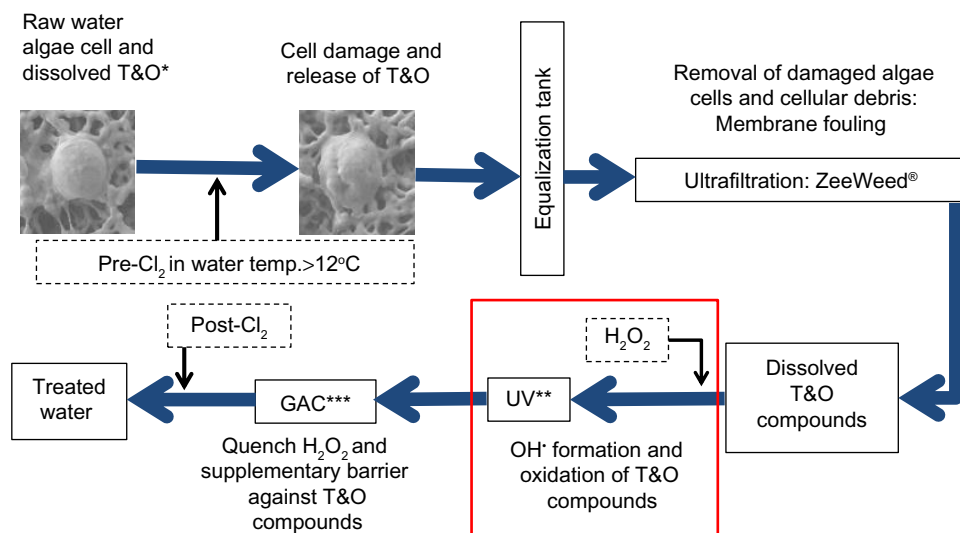 Raw water
algae cell and
dissolved T&O*
Cell damage and
release of T&O
Equalization tank
Removal of damaged algae
cells and cellular debris:
Membrane fouling
Ultrafiltration: ZeeWeed®
Pre-Cl₂ in water temp.>12°C
Post-Cl₂
H₂O₂
Treated
water
GAC***
UV**
Dissolved
T&O
compounds
Quench H₂O₂ and
supplementary barrier
against T&O
compounds
OH· formation and
oxidation of T&O
compounds